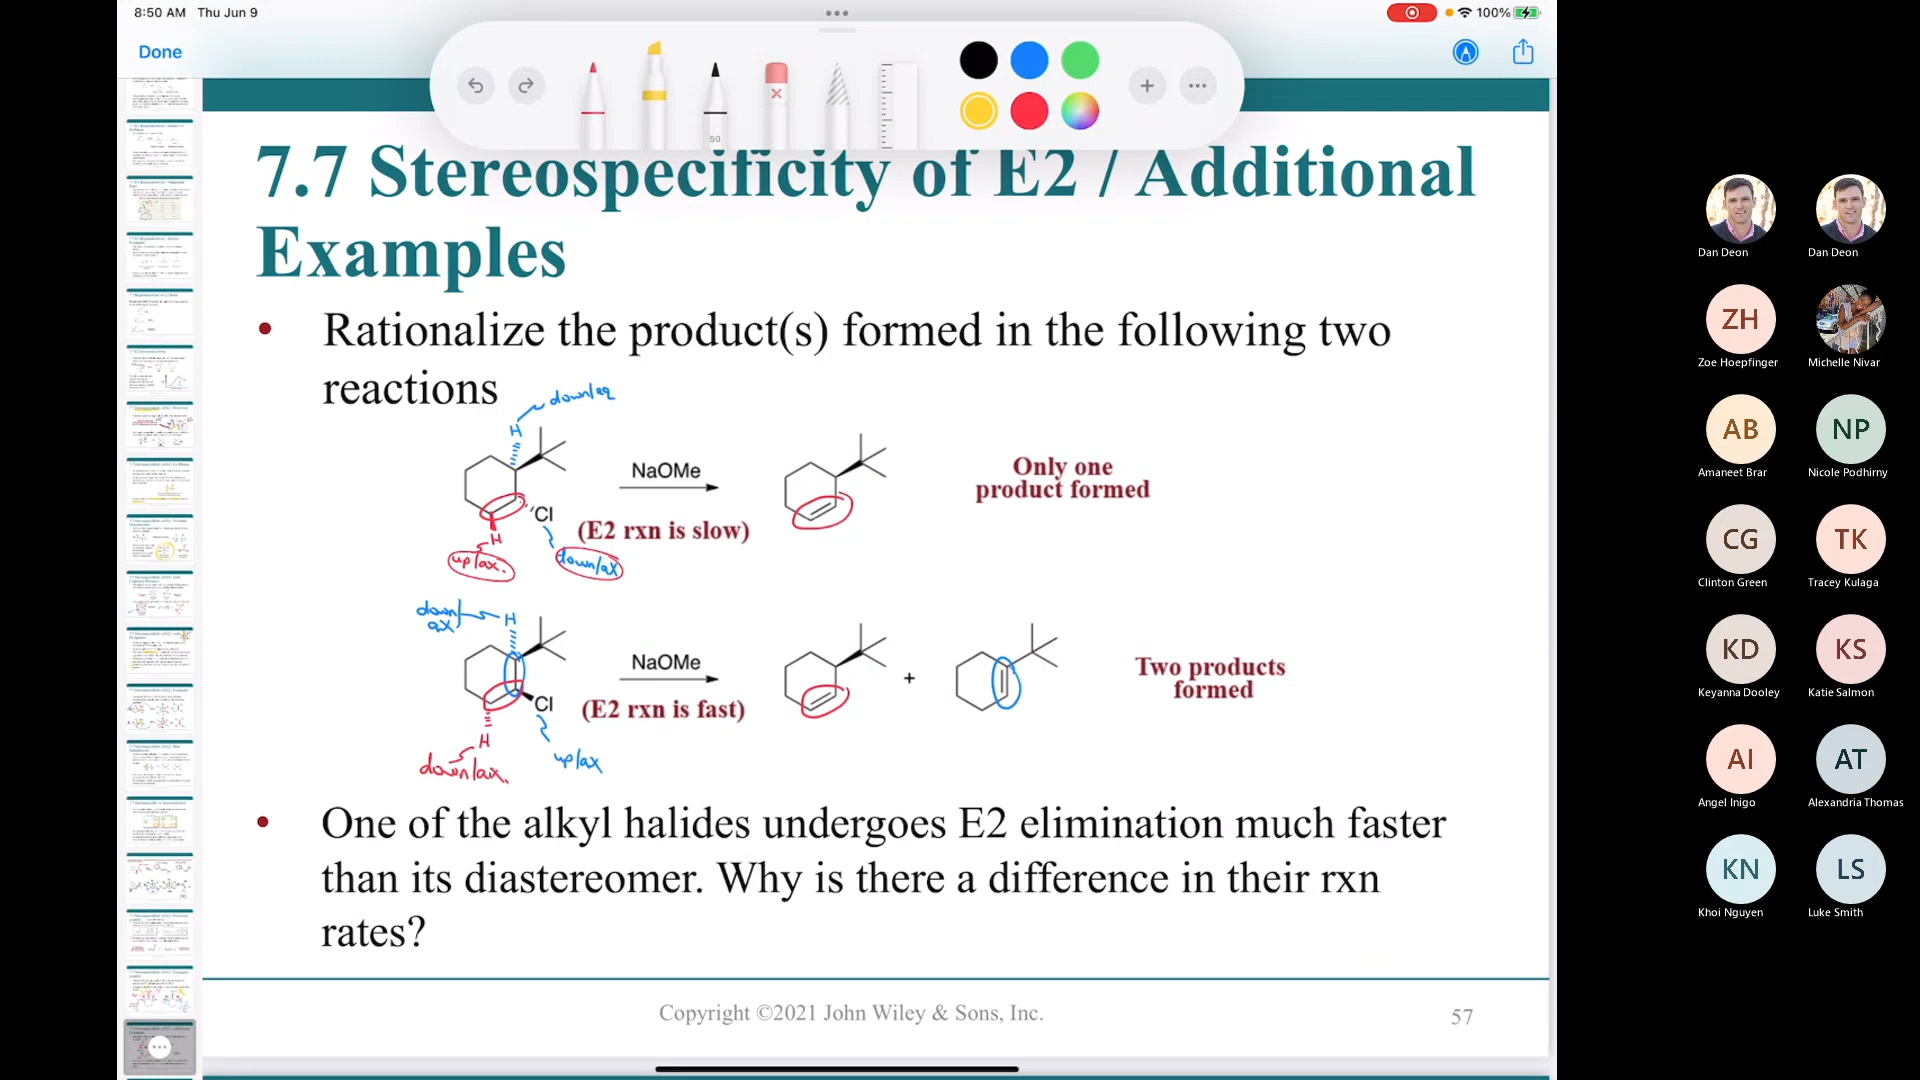 8:50 AM Thu Jun 9
100%
Done
50
7.7 Stereospecificity of E2 / Additional
Examples
• Rationalize the product(s) formed in the following two
reactions
down/aq
H
NaOMe
Cl
(E2 rxn is slow)
H
up/ax.
down/ax
Only one
product formed
down/
ax
H
NaOMe
Cl
(E2 rxn is fast)
+
Two products
formed
H
down/ax.
up/ax
• One of the alkyl halides undergoes E2 elimination much faster
than its diastereomer. Why is there a difference in their rxn
rates?
Copyright ©2021 John Wiley & Sons, Inc.
57
Dan Deon
Dan Deon
ZH
Zoe Hoepfinger
Michelle Nivar
AB
Amaneet Brar
NP
Nicole Podhirny
CG
Clinton Green
TK
Tracey Kulaga
KD
Keyanna Dooley
KS
Katie Salmon
AI
Angel Inigo
AT
Alexandria Thomas
KN
Khoi Nguyen
LS
Luke Smith